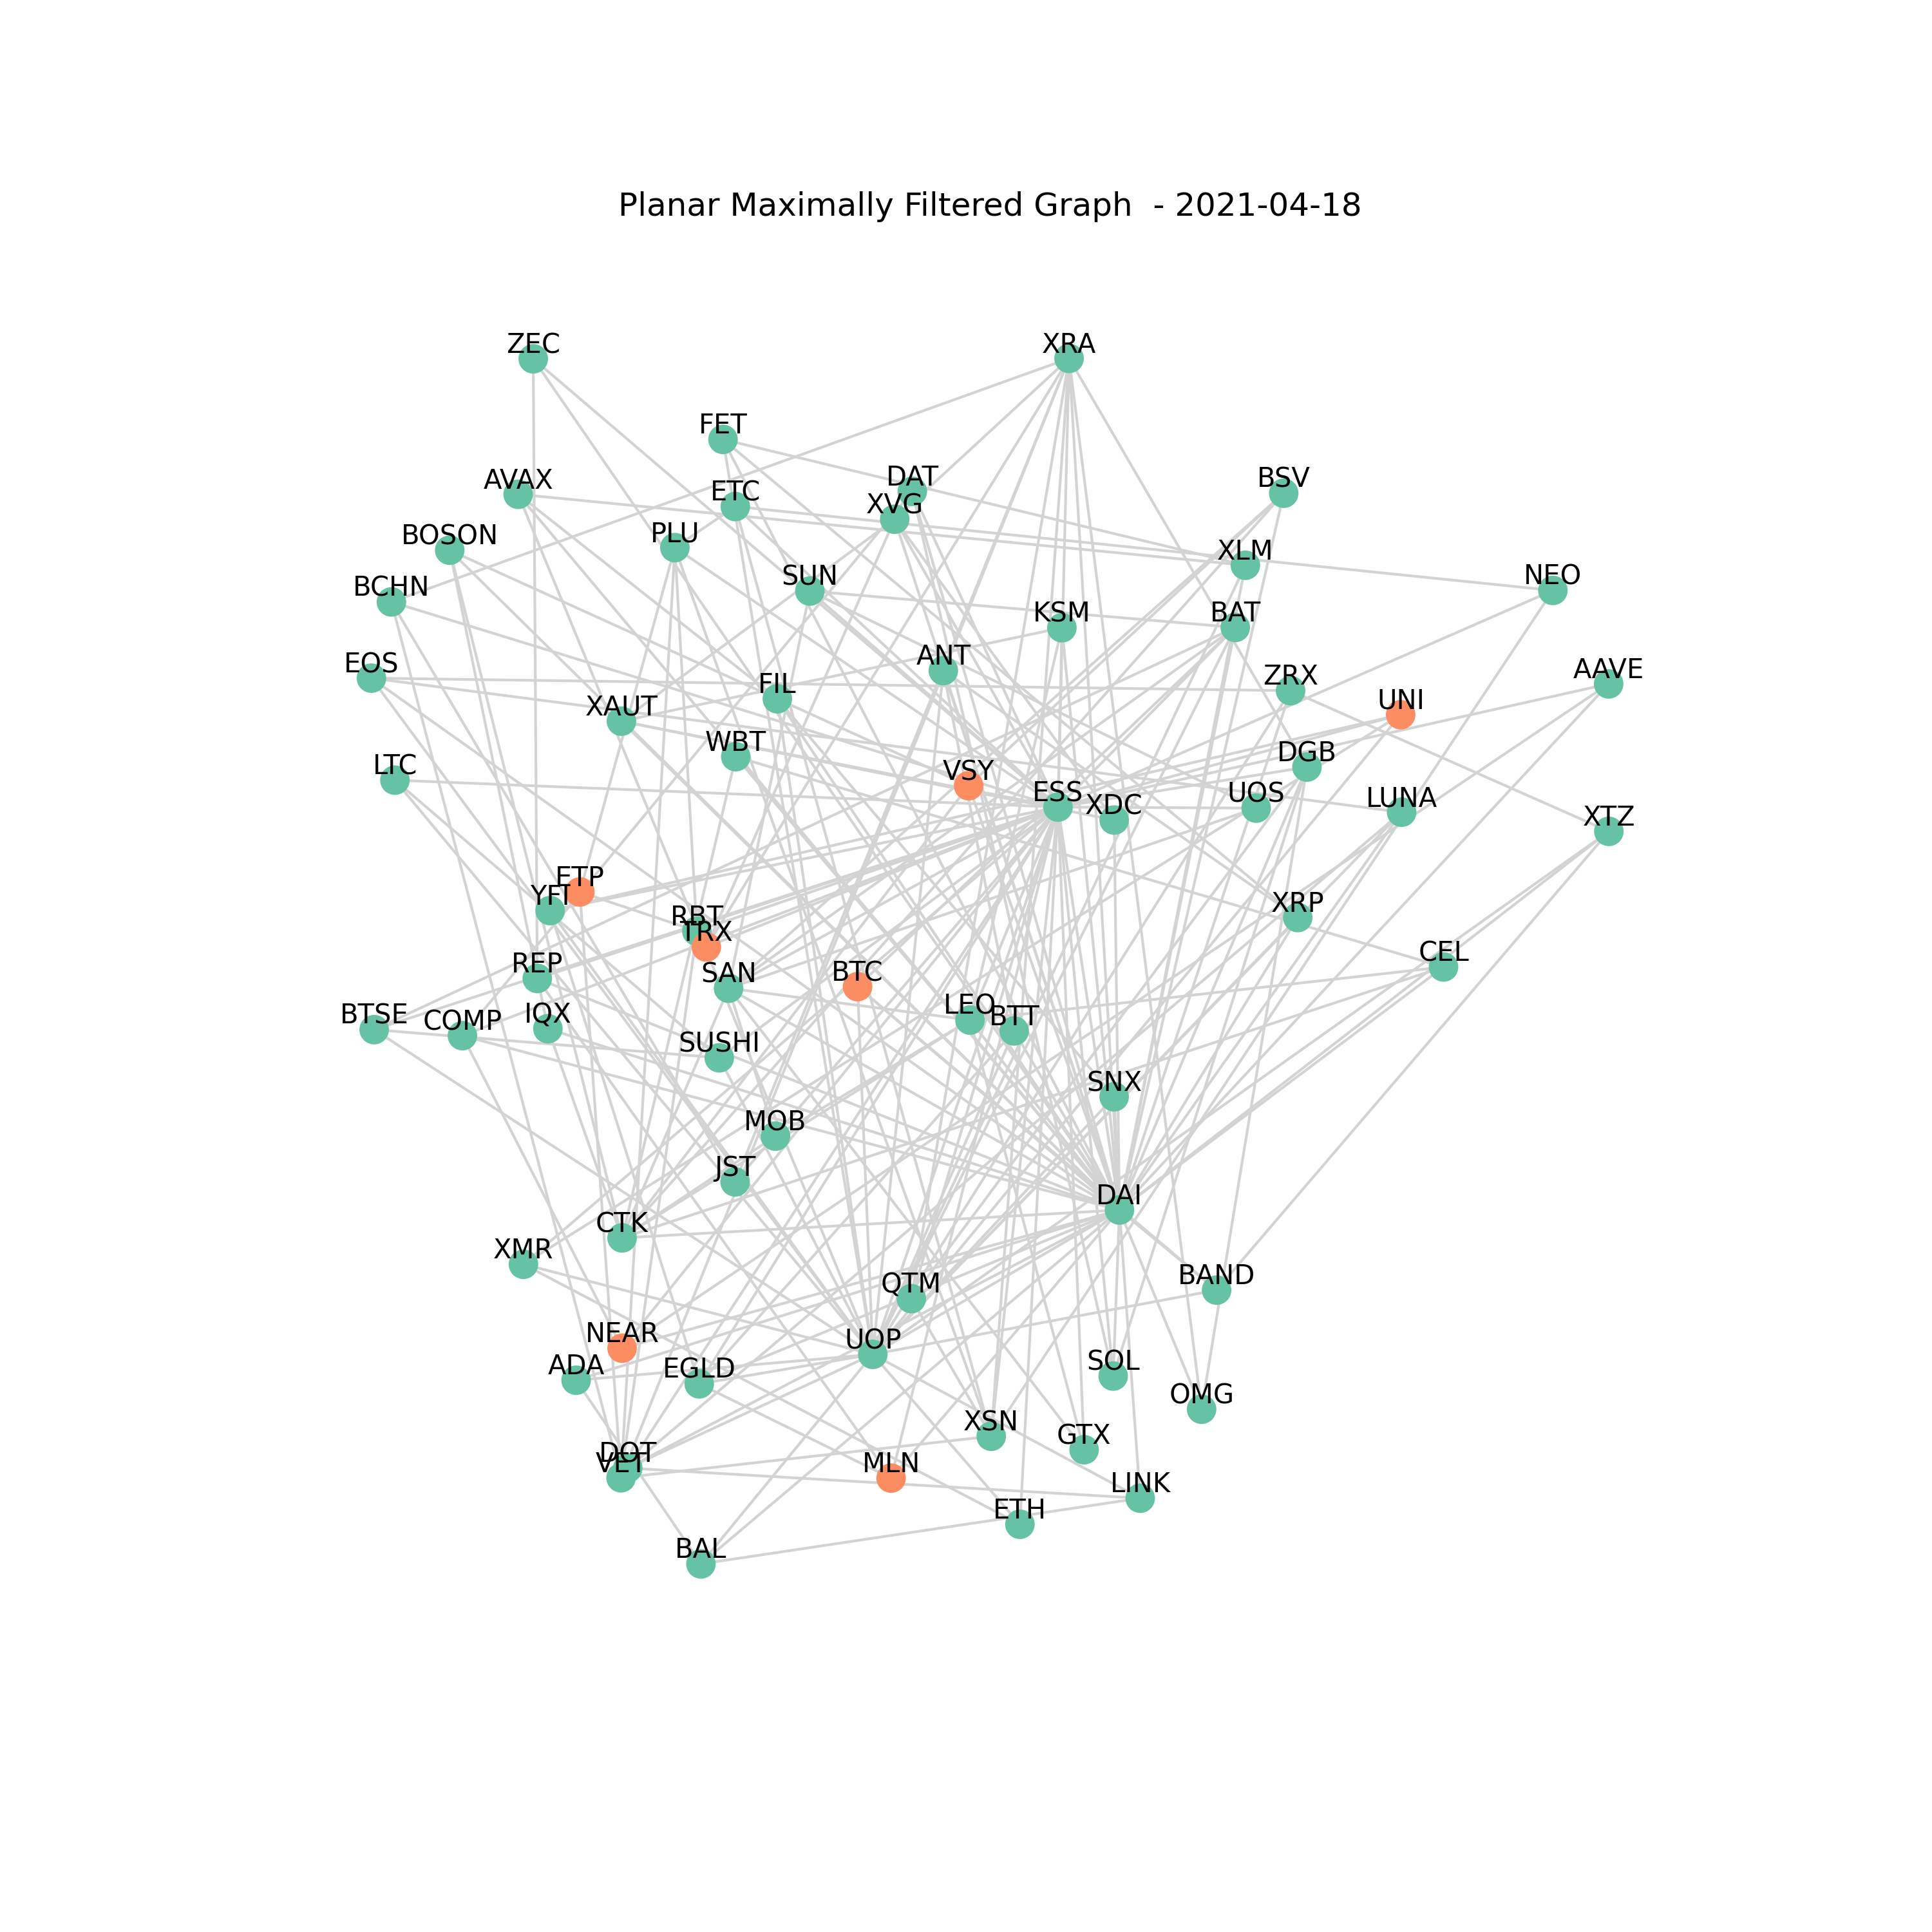 Planar Maximally Filtered Graph - 2021-04-18
ZEC
XRA
FET
AVAX
ETC
DAT
BSV
XVG
BOSON
PLU
XLM
SUN
NEO
BCHN
KSM
BAT
EOS
ANT
ZRX
AAVE
XAUT
FIL
UNI
WBT
DGB
LTC
VSY
ESS
XDC
UOS
LUNA
XTZ
ETP
YFI
RBT
TRX
XRP
REP
SAN
BTC
CEL
BTSE
COMP
IQX
LEO
BTT
SUSHI
SNX
MOB
JST
DAI
CTK
XMR
QTM
BAND
NEAR
UOP
ADA
EGLD
SOL
OMG
XSN
GTX
DOT
VET
MLN
LINK
ETH
BAL